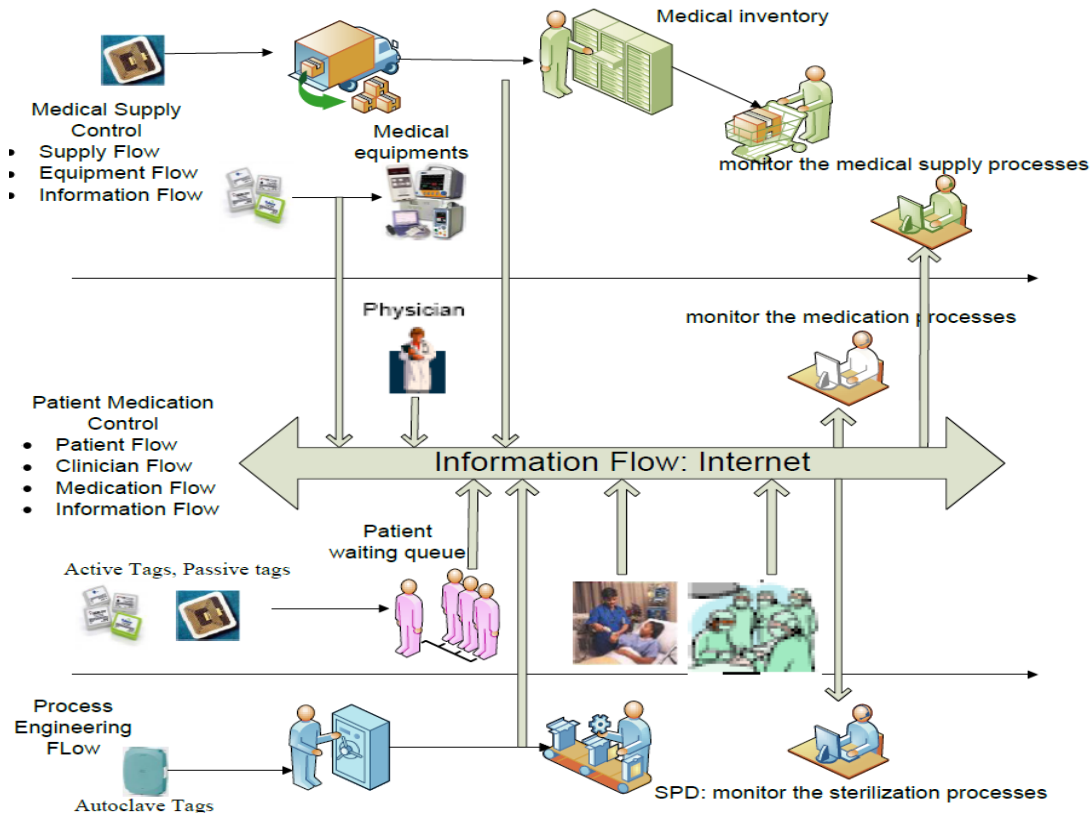 Medical inventory
Medical Supply
Control
• Supply Flow
• Equipment Flow
• Information Flow
Medical
equipments
monitor the medical supply processes
Physician
monitor the medication processes
Patient Medication
Control
• Patient Flow
• Clinician Flow
• Medication Flow
• Information Flow
Information Flow: Internet
Patient
waiting queue
Active Tags, Passive tags
Process
Engineering
FLow
Autoclave Tags
SPD: monitor the sterilization processes